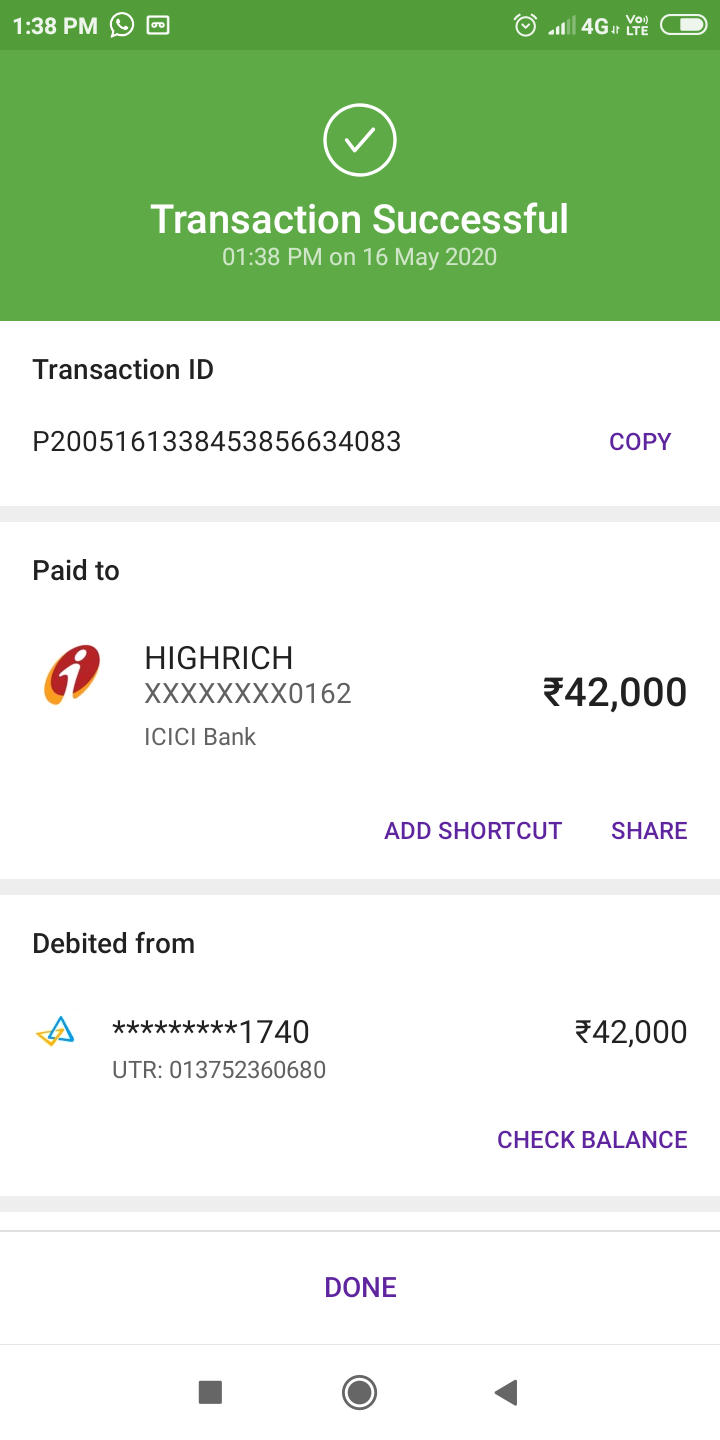 1:38 PM
4G Vo) LTE
Transaction Successful
01:38 PM on 16 May 2020
Transaction ID
P2005161338453856634083 COPY
Paid to
HIGHRICH
XXXXXXXX0162
₹42,000
ICICI Bank
ADD SHORTCUT SHARE
Debited from
*********1740 ₹42,000
UTR: 013752360680
CHECK BALANCE
DONE